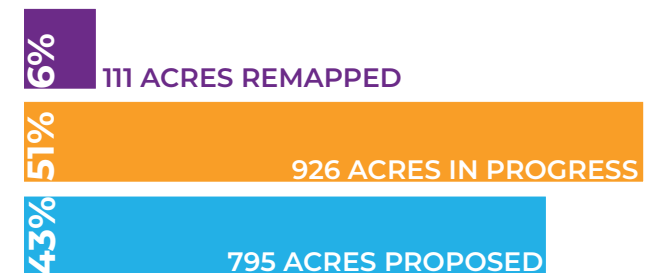 6%
111 ACRES REMAPPED
51%
926 ACRES IN PROGRESS
43%
795 ACRES PROPOSED